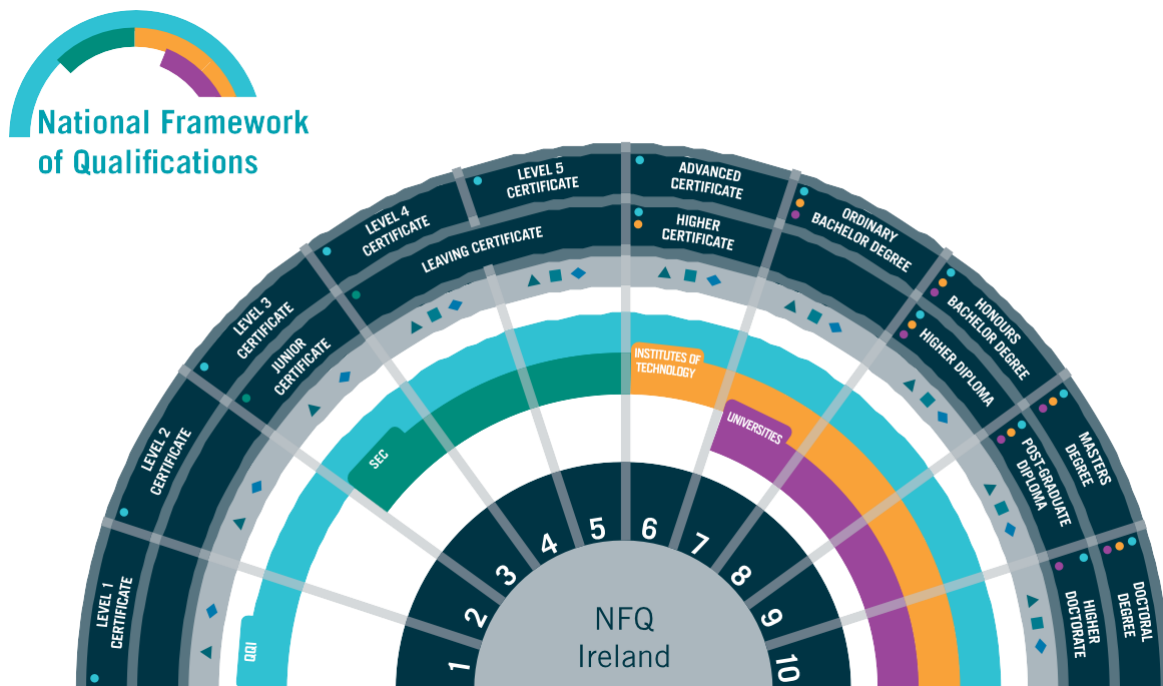 National Framework
of Qualifications
LEVEL 1
CERTIFICATE
LEVEL 2
CERTIFICATE
LEVEL 3
CERTIFICATE
LEVEL 4
CERTIFICATE
LEVEL 5
CERTIFICATE
ADVANCED
CERTIFICATE
ORDINARY
BACHELOR DEGREE
HONOURS
BACHELOR DEGREE
MASTERS
DEGREE
DOCTORAL
DEGREE
JUNIOR
CERTIFICATE
LEAVING CERTIFICATE
HIGHER
CERTIFICATE
HIGHER DIPLOMA
POST-GRADUATE
DIPLOMA
HIGHER
DOCTORATE
QQI
SEC
INSTITUTES OF
TECHNOLOGY
UNIVERSITIES
1
2
3
4
5
6
7
8
9
10
NFQ
Ireland